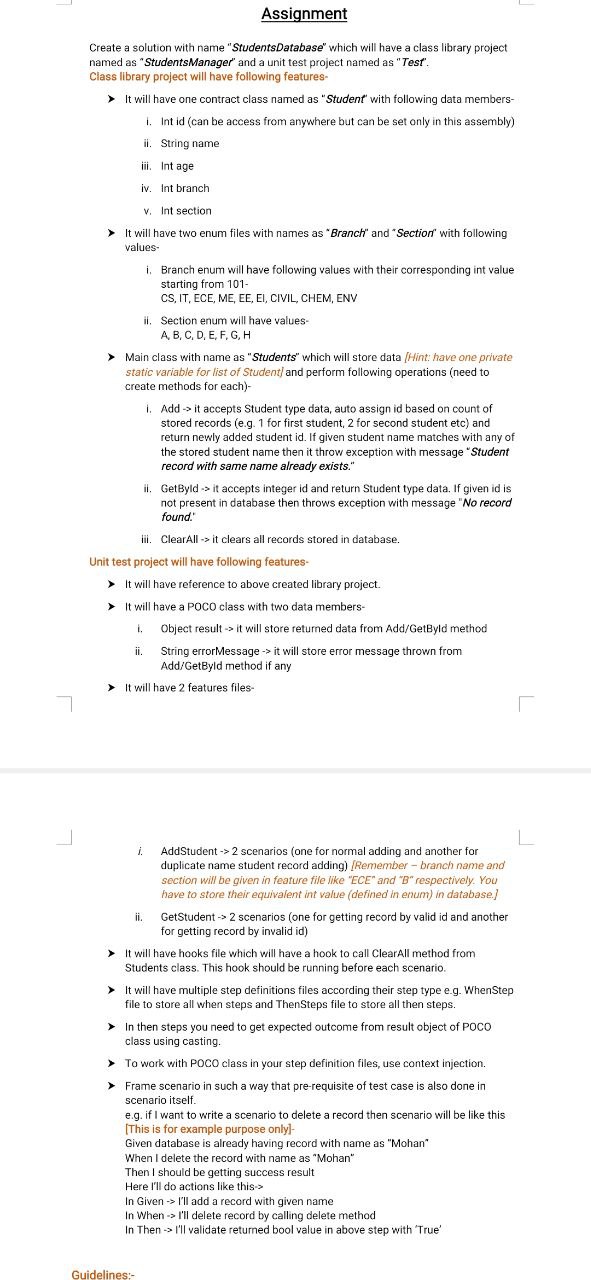 Assignment
Create a solution with name "StudentsDatabase" which will have a class library project
named as "StudentsManager" and a unit test project named as "Test".
Class library project will have following features-
➤ It will have one contract class named as "Student" with following data members-
i. Int id (can be access from anywhere but can be set only in this assembly)
ii. String name
iii. Int age
iv. Int branch
v. Int section
➤ It will have two enum files with names as "Branch" and "Section" with following
values-
i. Branch enum will have following values with their corresponding int value
starting from 101-
CS, IT, ECE, ME, EE, EI, CIVIL, CHEM, ENV
ii. Section enum will have values-
A, B, C, D, E, F, G, H
➤ Main class with name as "Students" which will store data [Hint: have one private
static variable for list of Student] and perform following operations (need to
create methods for each)-
i. Add -> it accepts Student type data, auto assign id based on count of
stored records (e.g. 1 for first student, 2 for second student etc) and
return newly added student id. If given student name matches with any of
the stored student name then it throw exception with message "Student
record with same name already exists."
ii. GetById -> it accepts integer id and return Student type data. If given id is
not present in database then throws exception with message "No record
found."
iii. ClearAll -> it clears all records stored in database.
Unit test project will have following features-
➤ It will have reference to above created library project.
➤ It will have a POCO class with two data members-
i. Object result -> it will store returned data from Add/GetById method
ii. String errorMessage -> it will store error message thrown from
Add/GetById method if any
➤ It will have 2 features files-
i. AddStudent -> 2 scenarios (one for normal adding and another for
duplicate name student record adding) [Remember – branch name and
section will be given in feature file like "ECE" and "B" respectively. You
have to store their equivalent int value (defined in enum) in database.]
ii. GetStudent -> 2 scenarios (one for getting record by valid id and another
for getting record by invalid id)
➤ It will have hooks file which will have a hook to call ClearAll method from
Students class. This hook should be running before each scenario.
➤ It will have multiple step definitions files according their step type e.g. WhenStep
file to store all when steps and ThenSteps file to store all then steps.
➤ In then steps you need to get expected outcome from result object of POCO
class using casting.
➤ To work with POCO class in your step definition files, use context injection.
➤ Frame scenario in such a way that pre-requisite of test case is also done in
scenario itself.
e.g. if I want to write a scenario to delete a record then scenario will be like this
[This is for example purpose only]-
Given database is already having record with name as "Mohan"
When I delete the record with name as "Mohan"
Then I should be getting success result
Here I'll do actions like this->
In Given -> I'll add a record with given name
In When -> I'll delete record by calling delete method
In Then -> I'll validate returned bool value in above step with 'True'
Guidelines:-